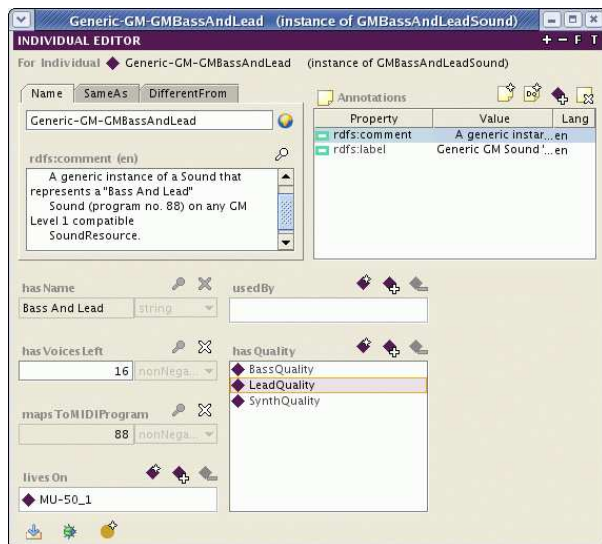 Generic-GM-GMBassAndLead (instance of GMBassAndLeadSound)
INDIVIDUAL EDITOR + − F T
For Individual Generic-GM-GMBassAndLead (instance of GMBassAndLeadSound)
Name SameAs DifferentFrom
Generic-GM-GMBassAndLead
rdfs:comment (en)
A generic instance of a Sound that
represents a "Bass And Lead"
Sound (program no. 88) on any GM
Level 1 compatible
SoundResource.
Annotations
Property Value Lang
rdfs:comment A generic instar... en
rdfs:label Generic GM Sound '... en
hasName
Bass And Lead string
usedBy
hasVoicesLeft
16 nonNega...
hasQuality
BassQuality
LeadQuality
SynthQuality
mapsToMIDIProgram
88 nonNega...
livesOn
MU-50_1